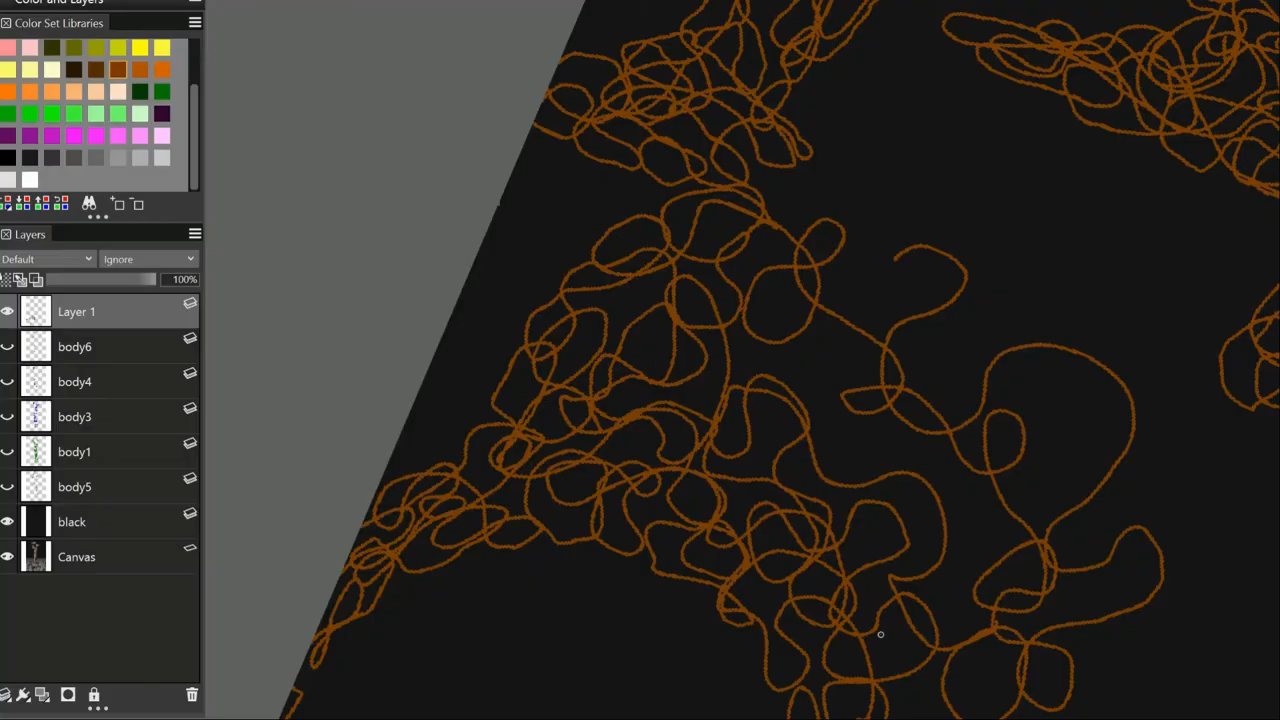 Color and Layers
Color Set Libraries
Layers
Default
Ignore
100%
Layer 1
body6
body4
body3
body1
body5
black
Canvas